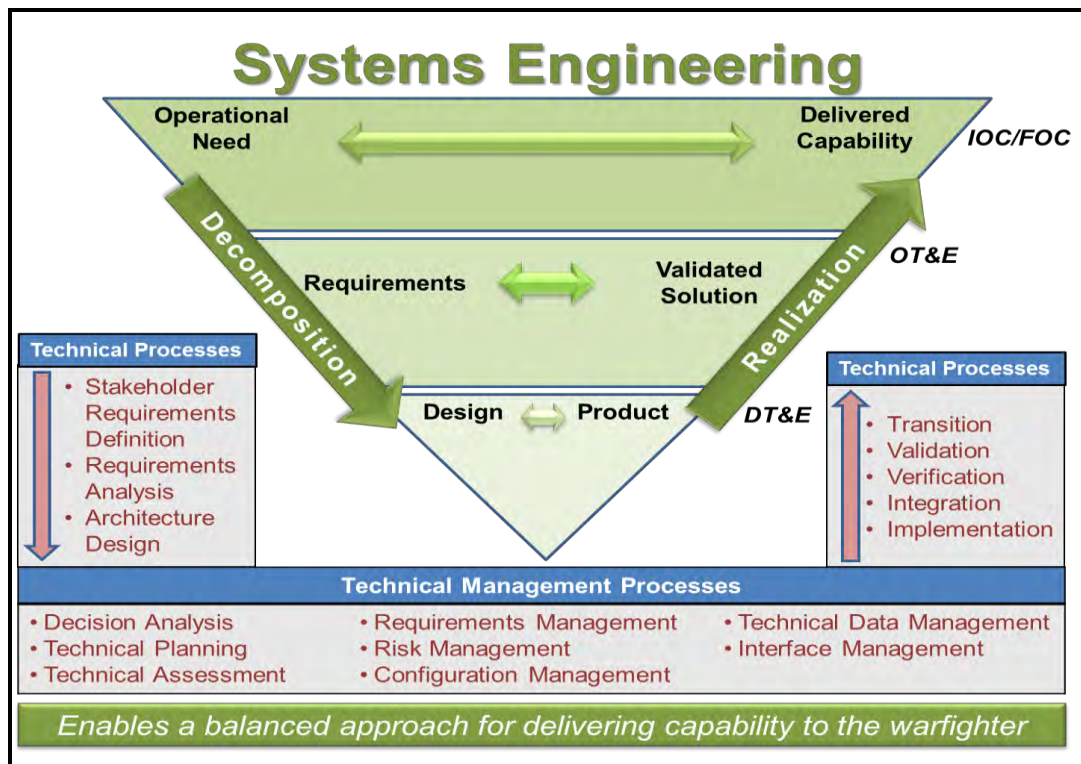 Systems Engineering
Operational
Need
Delivered
Capability
IOC/FOC
Decomposition
Realization
OT&E
Requirements
Validated
Solution
Design
Product
DT&E
Technical Processes
• Stakeholder
Requirements
Definition
• Requirements
Analysis
• Architecture
Design
Technical Processes
• Transition
• Validation
• Verification
• Integration
• Implementation
Technical Management Processes
• Decision Analysis
• Technical Planning
• Technical Assessment
• Requirements Management
• Risk Management
• Configuration Management
• Technical Data Management
• Interface Management
Enables a balanced approach for delivering capability to the warfighter